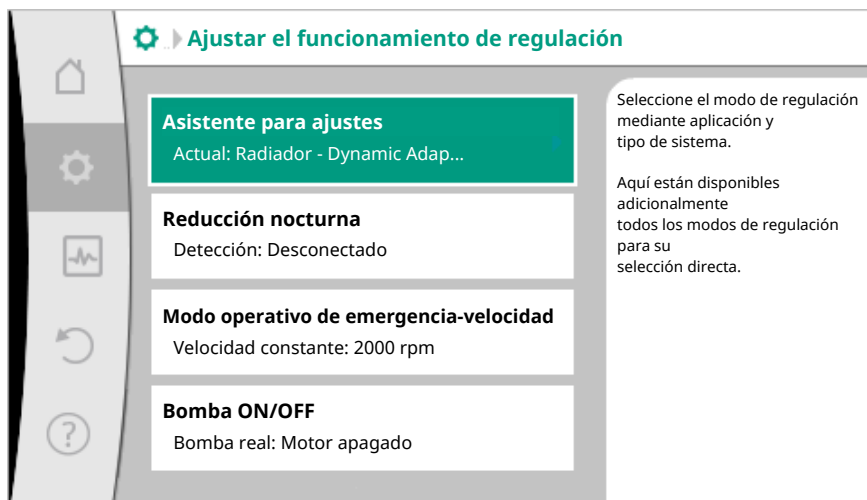 Ajustar el funcionamiento de regulación
Asistente para ajustes
Actual: Radiador - Dynamic Adap...
Reducción nocturna
Detección: Desconectado
Modo operativo de emergencia-velocidad
Velocidad constante: 2000 rpm
Bomba ON/OFF
Bomba real: Motor apagado
Seleccione el modo de regulación
mediante aplicación y
tipo de sistema.
Aquí están disponibles
adicionalmente
todos los modos de regulación
para su
selección directa.